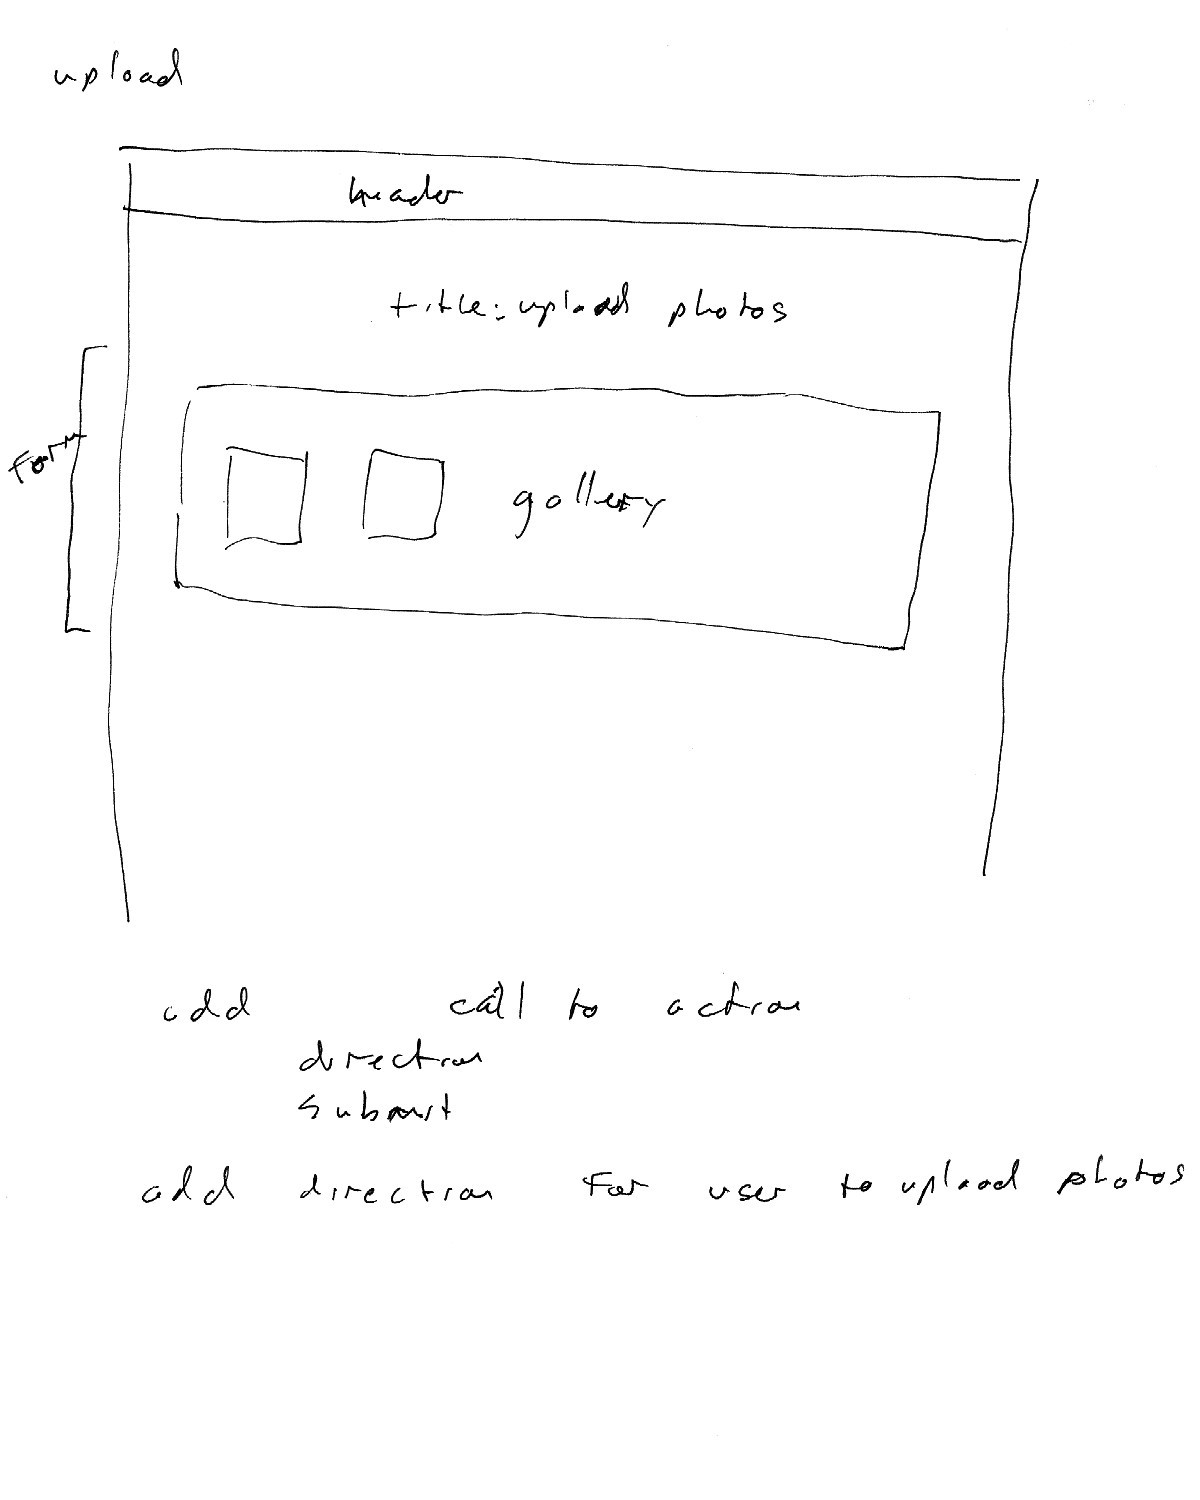 upload
header
title: upload photos
form
gallery
add call to action
direction
submit
add direction for user to upload photos